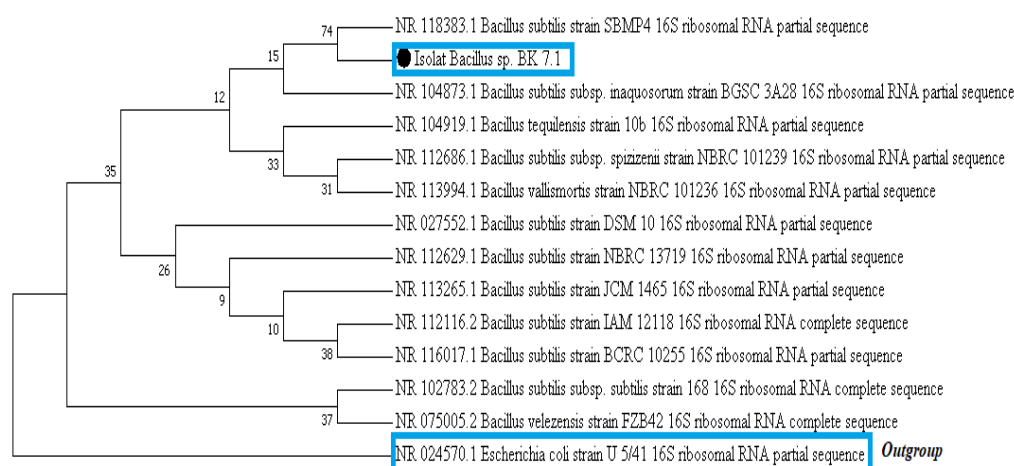 74
NR 118383.1 Bacillus subtilis strain SBMP4 16S ribosomal RNA partial sequence
15
Isolat Bacillus sp. BK 7.1
12
NR 104873.1 Bacillus subtilis subsp. inaquosorum strain BGSC 3A28 16S ribosomal RNA partial sequence
NR 104919.1 Bacillus tequilensis strain 10b 16S ribosomal RNA partial sequence
33
NR 112686.1 Bacillus subtilis subsp. spizizenii strain NBRC 101239 16S ribosomal RNA partial sequence
35
31
NR 113994.1 Bacillus vallismortis strain NBRC 101236 16S ribosomal RNA partial sequence
NR 027552.1 Bacillus subtilis strain DSM 10 16S ribosomal RNA partial sequence
26
NR 112629.1 Bacillus subtilis strain NBRC 13719 16S ribosomal RNA partial sequence
9
NR 113265.1 Bacillus subtilis strain JCM 1465 16S ribosomal RNA partial sequence
10
NR 112116.2 Bacillus subtilis strain IAM 12118 16S ribosomal RNA complete sequence
38
NR 116017.1 Bacillus subtilis strain BCRC 10255 16S ribosomal RNA partial sequence
NR 102783.2 Bacillus subtilis subsp. subtilis strain 168 16S ribosomal RNA complete sequence
37
NR 075005.2 Bacillus velezensis strain FZB42 16S ribosomal RNA complete sequence
NR 024570.1 Escherichia coli strain U 5/41 16S ribosomal RNA partial sequence
Outgroup